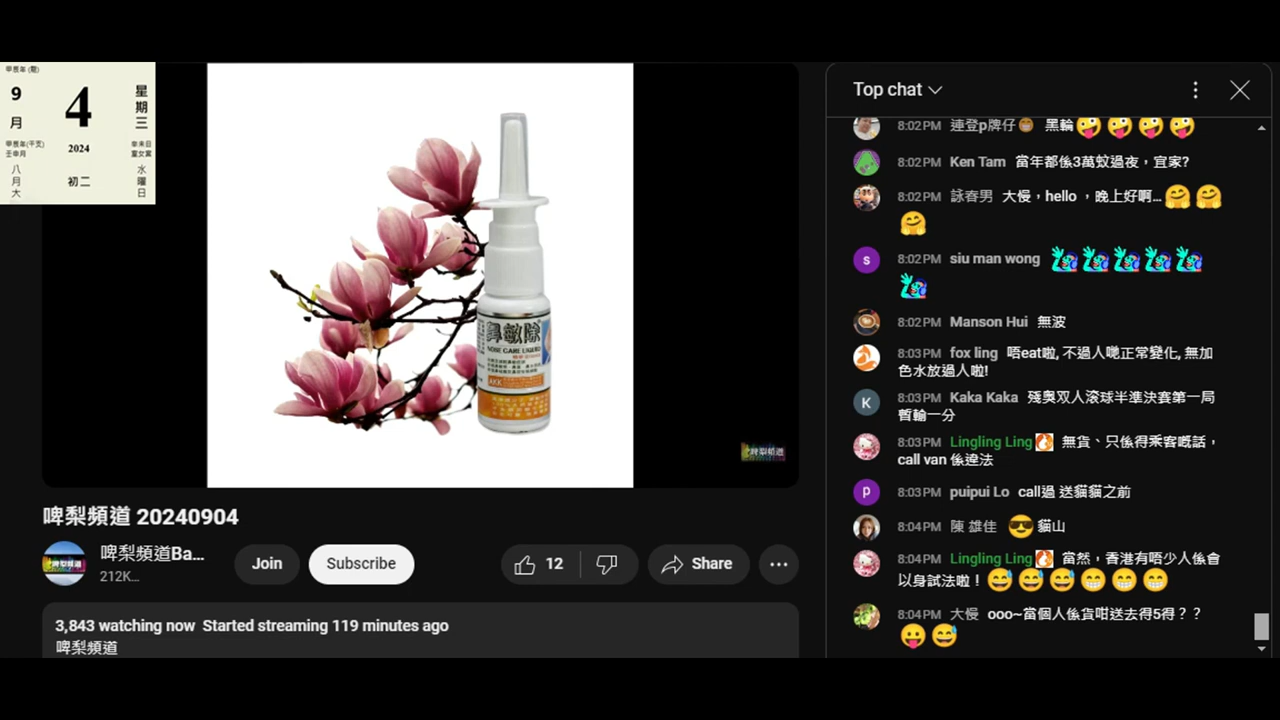 甲辰年 (龍)
9
月
4
星期三
甲辰年(干支)
壬申月
2024
辛未日
八月大
初二
水曜日
鼻敏除
NOSE CARE LIQUID
啤梨頻道
啤梨頻道 20240904
啤梨頻道Ba...
212K...
Join
Subscribe
12
Share
3,843 watching now Started streaming 119 minutes ago
啤梨頻道
Top chat
8:02 PM 連登p牌仔😁 黑輪🤪🤪🤪🤪
8:02 PM Ken Tam 當年都係3萬蚊過夜，宜家?
8:02 PM 詠春男 大慢，hello ，晚上好啊...🤗🤗
🤗
8:02 PM siu man wong
8:02 PM Manson Hui 無波
8:03 PM fox ling 唔eat啦, 不過人哋正常變化, 無加
色水放過人啦!
8:03 PM Kaka Kaka 殘奧双人滾球半準決赛第一局
暫輸一分
8:03 PM Lingling Ling 無貨、只係得乘客嘅話，
call van 係違法
8:03 PM puipui Lo call過 送貓貓之前
8:04 PM 陳 雄佳 😎貓山
8:04 PM Lingling Ling 當然，香港有唔少人係會
以身試法啦！😅😅😅😁😁😁
8:04 PM 大慢 ooo~當個人係貨咁送去得5得？？
😛😅